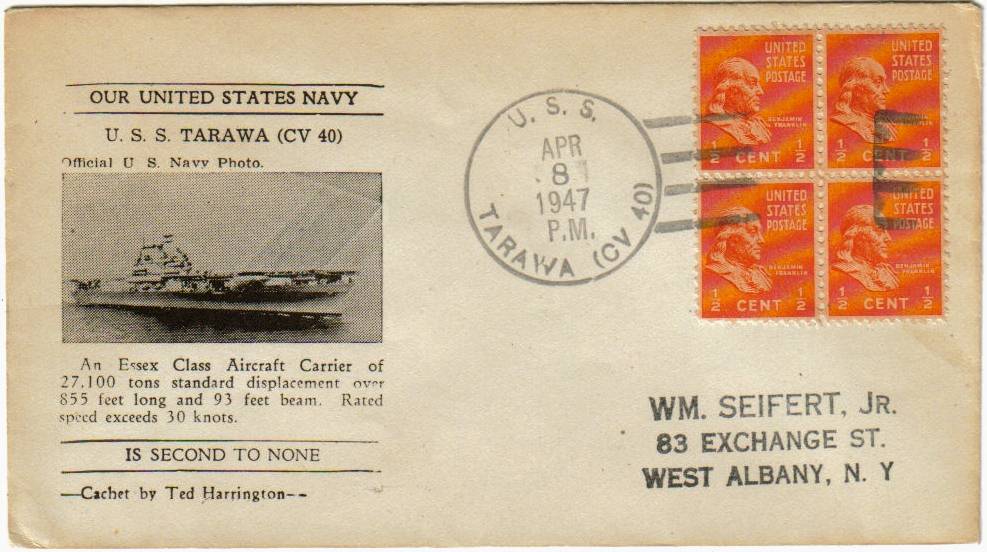 OUR UNITED STATES NAVY
U. S. S. TARAWA (CV 40)
Official U S. Navy Photo.
An Essex Class Aircraft Carrier of
27,100 tons standard displacement over
855 feet long and 93 feet beam. Rated
speed exceeds 30 knots.
IS SECOND TO NONE
—Cachet by Ted Harrington--
U. S. S.
APR
8
1947
P.M.
TARAWA (CV 40)
UNITED
STATES
POSTAGE
BENJAMIN
FRANKLIN
1/2 CENT 1/2
UNITED
STATES
POSTAGE
BENJAMIN
FRANKLIN
1/2 CENT 1/2
UNITED
STATES
POSTAGE
BENJAMIN
FRANKLIN
1/2 CENT 1/2
UNITED
STATES
POSTAGE
BENJAMIN
FRANKLIN
1/2 CENT 1/2
WM. SEIFERT, JR.
83 EXCHANGE ST.
WEST ALBANY, N. Y